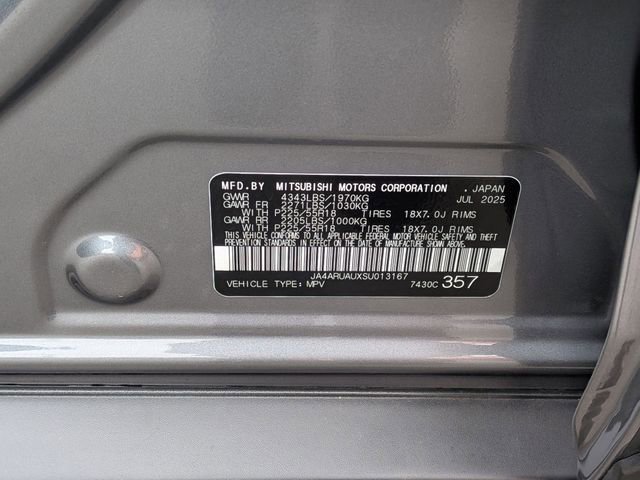 MFD.BY MITSUBISHI MOTORS CORPORATION , JAPAN
GVWR 4343LBS/1970KG JUL 2025
GAWR FR 2271LBS/1030KG
WITH P225/55R18 TIRES 18X7.0J RIMS
GAWR RR 2205LBS/1000KG
WITH P225/55R18 TIRES 18X7.0J RIMS
THIS VEHICLE CONFORMS TO ALL APPLICABLE FEDERAL MOTOR VEHICLE SAFETY AND THEFT
PREVENTION STANDARDS IN EFFECT ON THE DATE OF MANUFACTURE SHOWN ABOVE.
JA4ARUAUXSU013167
VEHICLE TYPE:MPV 7430C 357